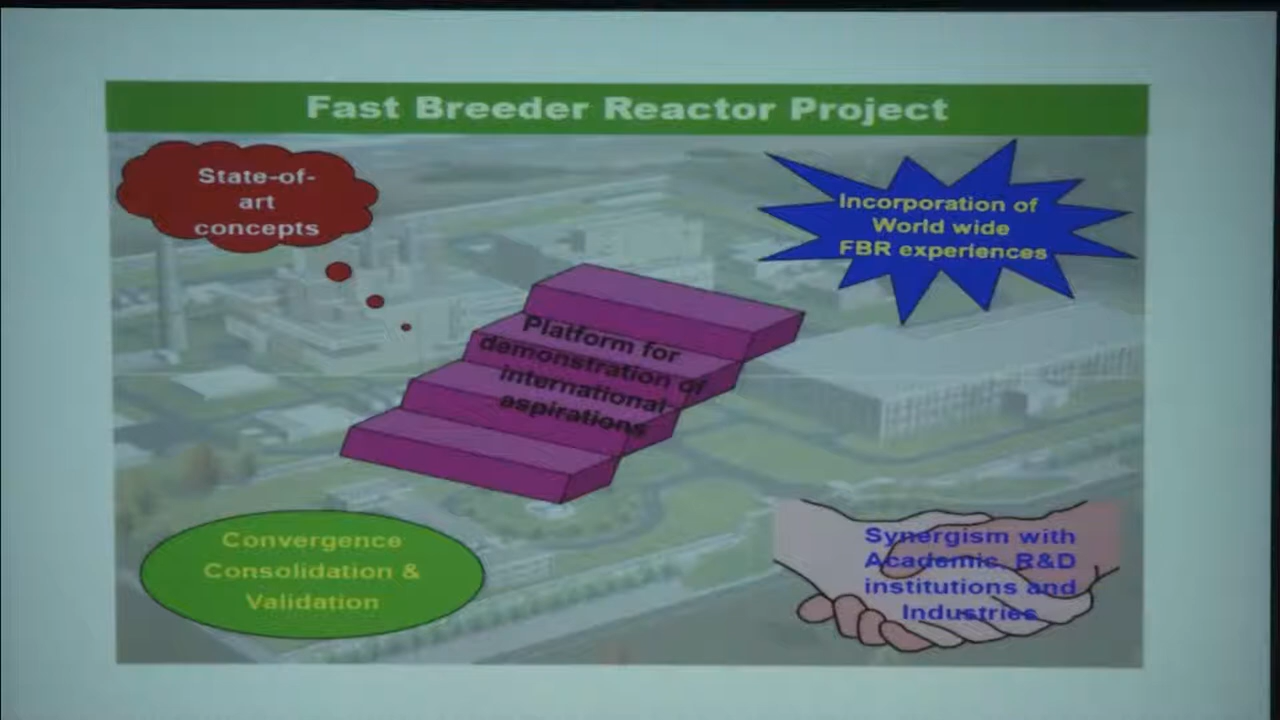 Fast Breeder Reactor Project
State-of-
art
concepts
Incorporation of
World wide
FBR experiences
Platform for
demonstration of
international
aspirations
Convergence
Consolidation &
Validation
Synergism with
Academic, R&D
institutions and
Industries